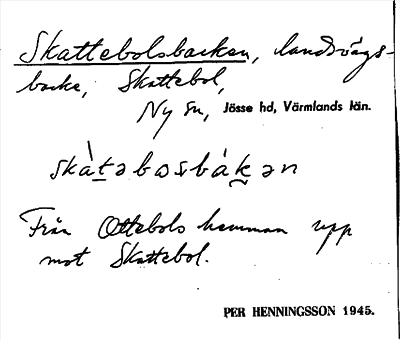 Skattebolsbacken, landsvägs-
backe, Skattebol,
Ny sn, Jösse hd, Värmlands län.
skàtəbosbákən
Från Ottebols hemman upp
mot Skattebol.
PER HENNINGSSON 1945.